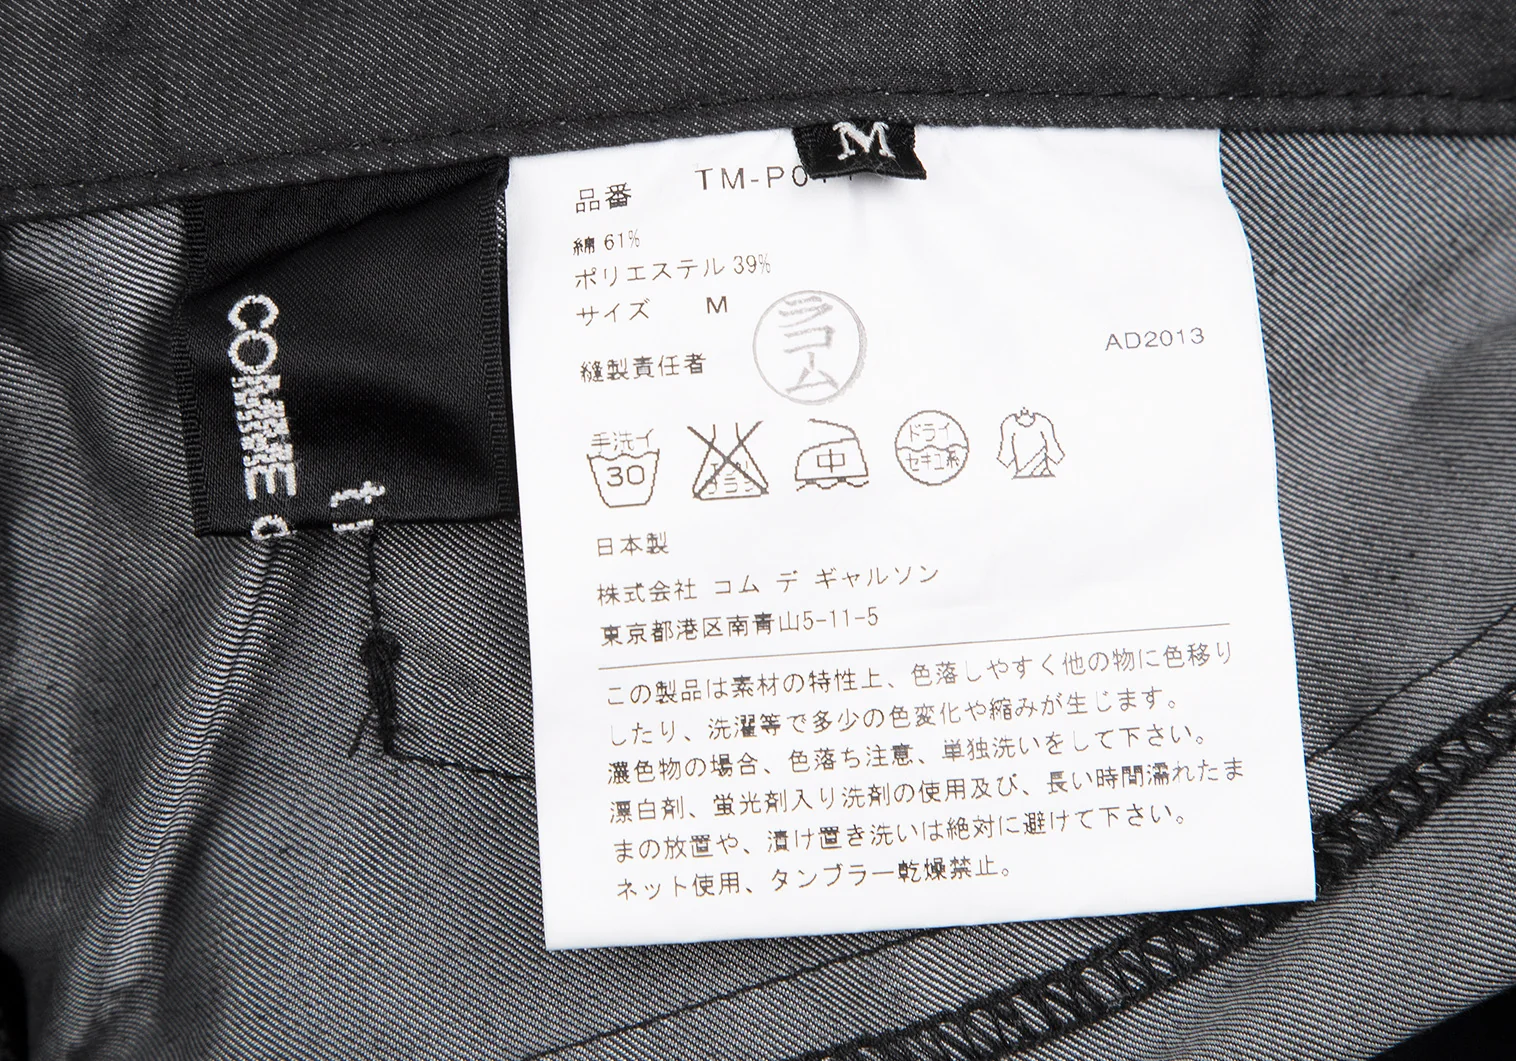 M
COMME d
品番 TM-P0
綿 61%
ポリエステル 39%
サイズ M
縫製責任者
ラコーム
AD2013
手洗イ
30
中
ドライ
セキユ系
日本製
株式会社 コム デ ギャルソン
東京都港区南青山5-11-5
この製品は素材の特性上、色落しやすく他の物に色移り
したり、洗濯等で多少の色変化や縮みが生じます。
濃色物の場合、色落ち注意、単独洗いをして下さい。
漂白剤、蛍光剤入り洗剤の使用及び、長い時間濡れたま
まの放置や、漬け置き洗いは絶対に避けて下さい。
ネット使用、タンブラー乾燥禁止。